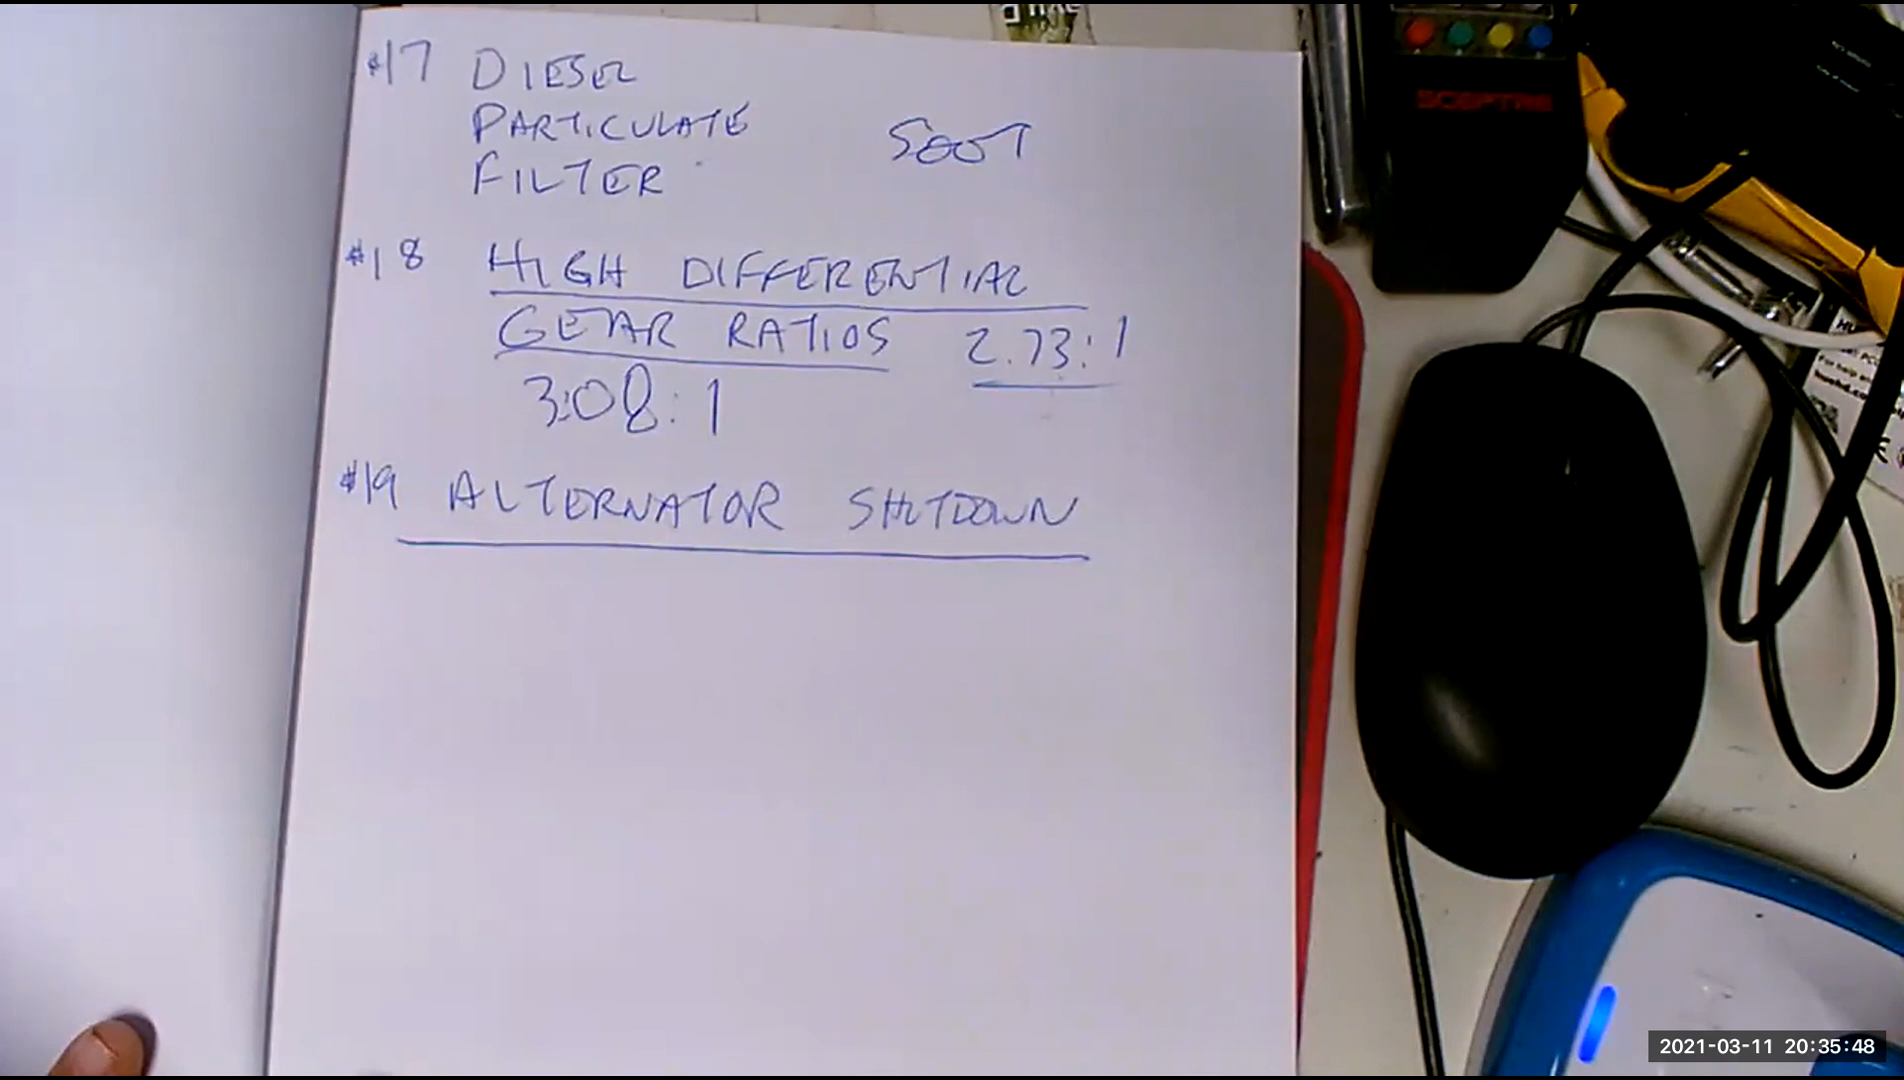 #17 DIESEL
PARTICULATE
SOOT
FILTER
#18 HIGH DIFFERENTIAL
GEAR RATIOS 2.73:1
3:08:1
#19 ALTERNATOR SHUTDOWN
SCEPTRE
2021-03-11 20:35:48